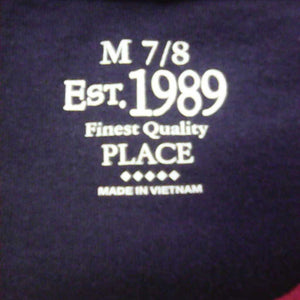 M 7/8
EST. 1989
Finest Quality
PLACE
◆◆◆◆◆
MADE IN VIETNAM